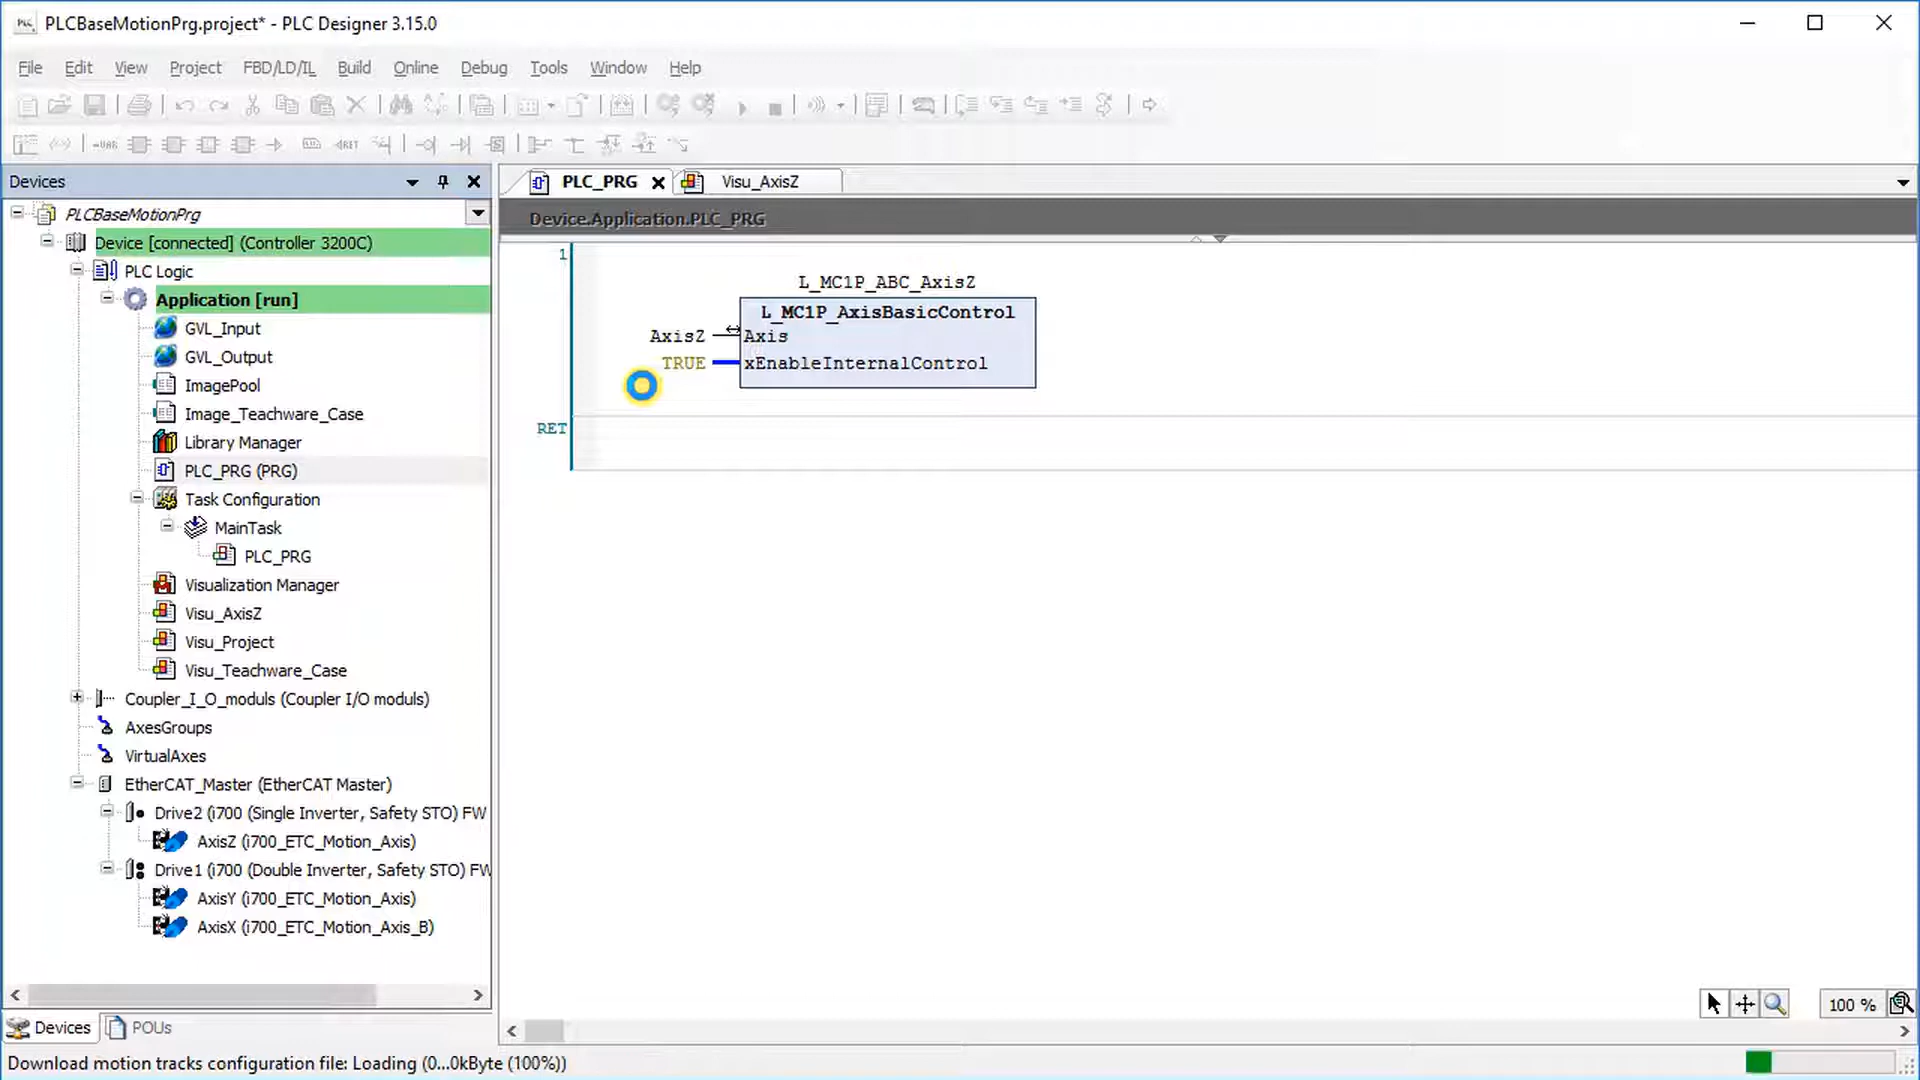 PLCBaseMotionPrg.project* - PLC Designer 3.15.0
File Edit View Project FBD/LD/IL Build Online Debug Tools Window Help
Devices
PLC_PRG
Visu_AxisZ
PLCBaseMotionPrg
Device.Application.PLC_PRG
Device [connected] (Controller 3200C)
PLC Logic
Application [run]
GVL_Input
GVL_Output
ImagePool
Image_Teachware_Case
Library Manager
PLC_PRG (PRG)
Task Configuration
MainTask
PLC_PRG
Visualization Manager
Visu_AxisZ
Visu_Project
Visu_Teachware_Case
Coupler_I_O_moduls (Coupler I/O moduls)
AxesGroups
VirtualAxes
EtherCAT_Master (EtherCAT Master)
Drive2 (i700 (Single Inverter, Safety STO) FW
AxisZ (i700_ETC_Motion_Axis)
Drive1 (i700 (Double Inverter, Safety STO) FW
AxisY (i700_ETC_Motion_Axis)
AxisX (i700_ETC_Motion_Axis_B)
1
L_MC1P_ABC_AxisZ
L_MC1P_AxisBasicControl
AxisZ Axis
TRUE xEnableInternalControl
RET
100 %
Devices
POUs
Download motion tracks configuration file: Loading (0...0kByte (100%))